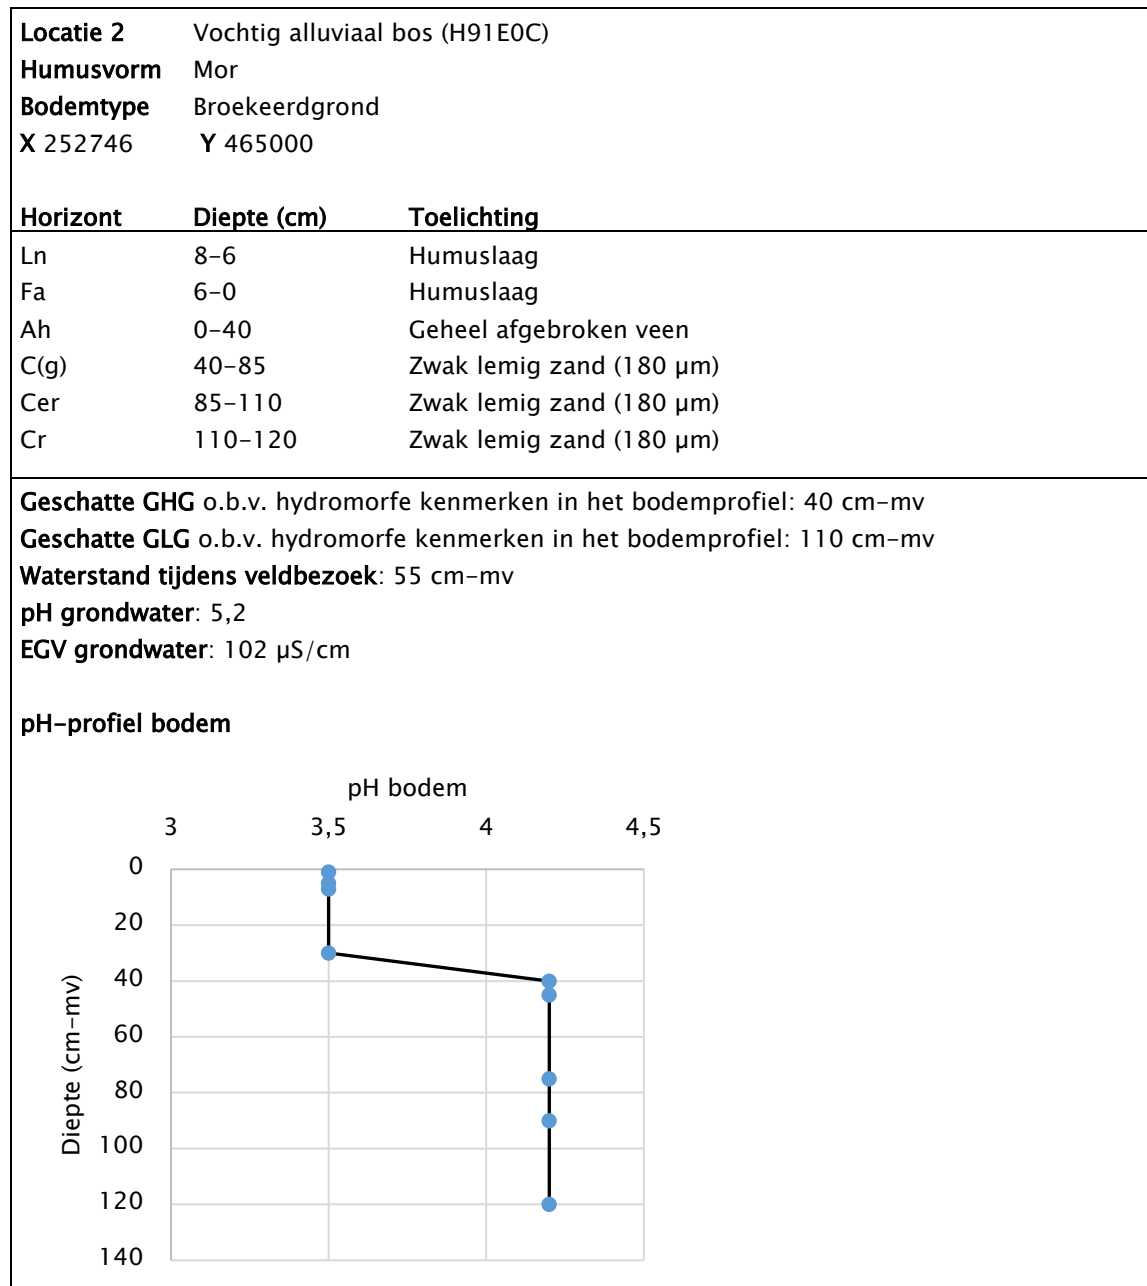 Locatie 2 Vochtig alluviaal bos (H91E0C)
Humusvorm Mor
Bodemtype Broekeerdgrond
X 252746 Y 465000
Horizont Diepte (cm) Toelichting
Ln 8-6 Humuslaag
Fa 6-0 Humuslaag
Ah 0-40 Geheel afgebroken veen
C(g) 40-85 Zwak lemig zand (180 µm)
Cer 85-110 Zwak lemig zand (180 µm)
Cr 110-120 Zwak lemig zand (180 µm)
Geschatte GHG o.b.v. hydromorfe kenmerken in het bodemprofiel: 40 cm-mv
Geschatte GLG o.b.v. hydromorfe kenmerken in het bodemprofiel: 110 cm-mv
Waterstand tijdens veldbezoek: 55 cm-mv
pH grondwater: 5,2
EGV grondwater: 102 µS/cm
pH-profiel bodem
pH bodem
3 3,5 4 4,5
Diepte (cm-mv)
0
20
40
60
80
100
120
140